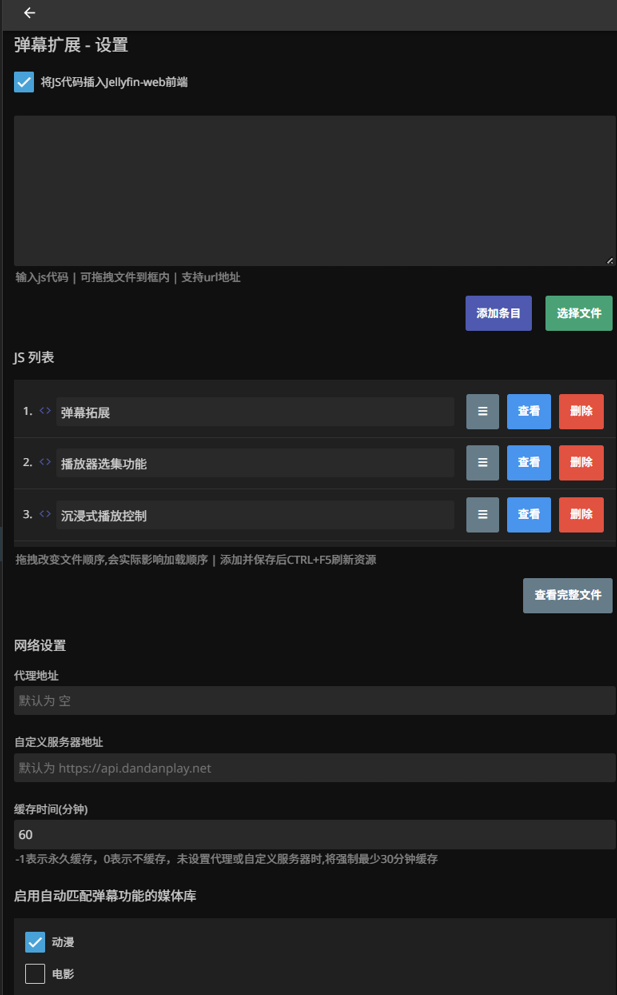 弹幕扩展 - 设置
将JS代码插入Jellyfin-web前端
输入js代码 | 可拖拽文件到框内 | 支持url地址
添加条目 选择文件
JS 列表
1. <> 弹幕拓展 ☰ 查看 删除
2. <> 播放器选集功能 ☰ 查看 删除
3. <> 沉浸式播放控制 ☰ 查看 删除
拖拽改变文件顺序,会实际影响加载顺序 | 添加并保存后CTRL+F5刷新资源
查看完整文件
网络设置
代理地址
默认为 空
自定义服务器地址
默认为 https://api.dandanplay.net
缓存时间(分钟)
60
-1表示永久缓存，0表示不缓存，未设置代理或自定义服务器时,将强制最少30分钟缓存
启用自动匹配弹幕功能的媒体库
动漫
电影